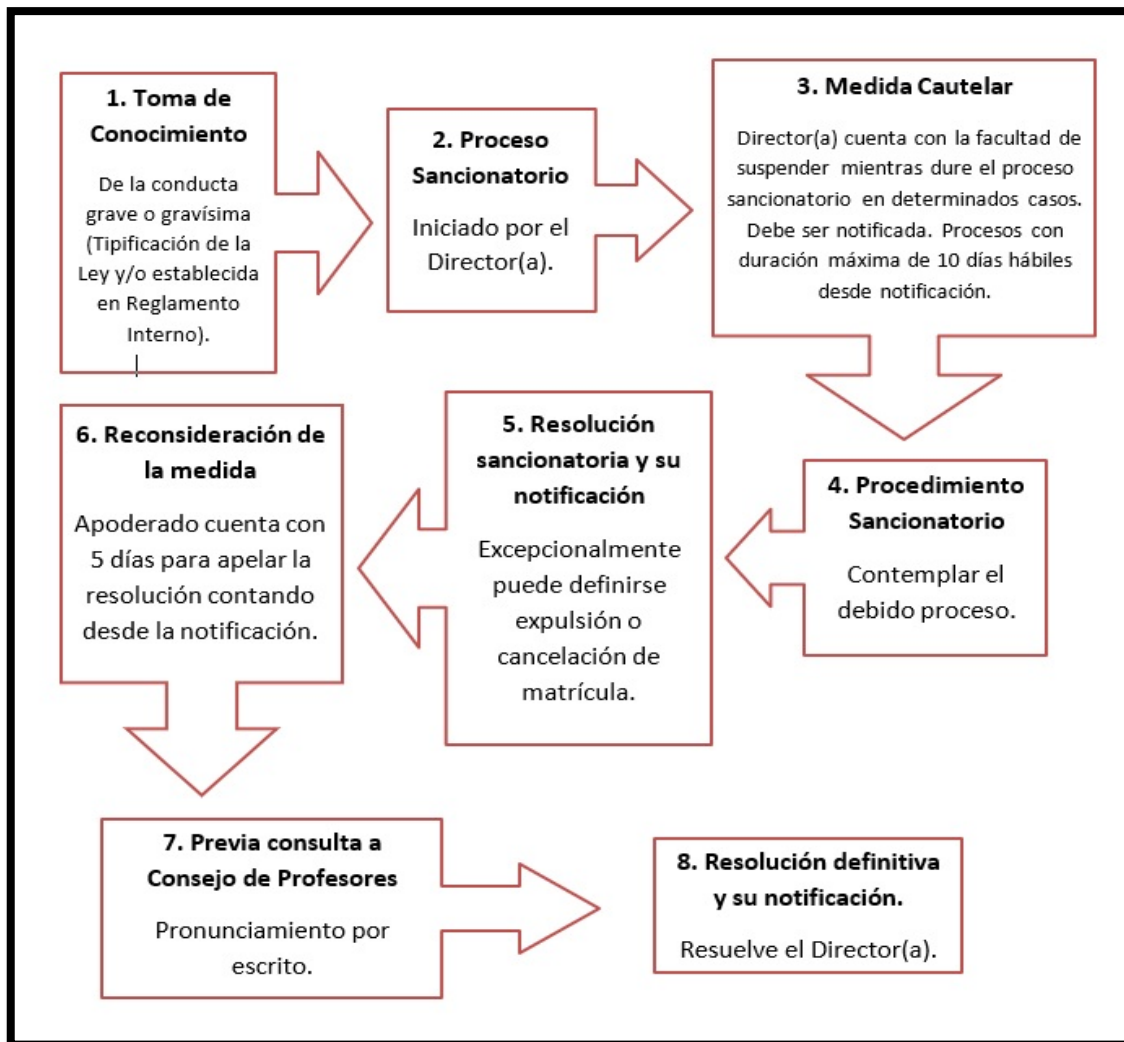 1. Toma de
Conocimiento
De la conducta
grave o gravísima
(Tipificación de la
Ley y/o establecida
en Reglamento
Interno).
2. Proceso
Sancionatorio
Iniciado por el
Director(a).
3. Medida Cautelar
Director(a) cuenta con la facultad de
suspender mientras dure el proceso
sancionatorio en determinados casos.
Debe ser notificada. Procesos con
duración máxima de 10 días hábiles
desde notificación.
4. Procedimiento
Sancionatorio
Contemplar el
debido proceso.
5. Resolución
sancionatoria y su
notificación
Excepcionalmente
puede definirse
expulsión o
cancelación de
matrícula.
6. Reconsideración de
la medida
Apoderado cuenta con
5 días para apelar la
resolución contando
desde la notificación.
7. Previa consulta a
Consejo de Profesores
Pronunciamiento por
escrito.
8. Resolución definitiva
y su notificación.
Resuelve el Director(a).